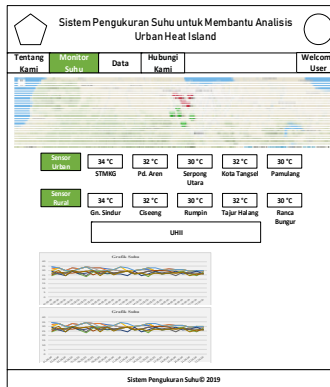 Sistem Pengukuran Suhu untuk Membantu Analisis
Urban Heat Island
Tentang Kami
Monitor Suhu
Data
Hubungi Kami
Welcom User
Sensor Urban
34 °C
32 °C
30 °C
32 °C
30 °C
STMKG
Pd. Aren
Serpong Utara
Kota Tangsel
Pamulang
Sensor Rural
34 °C
32 °C
30 °C
32 °C
30 °C
Gn. Sindur
Ciseeng
Rumpin
Tajur Halang
Ranca Bungur
UHII
Grafik Suhu
Grafik Suhu
Sistem Pengukuran Suhu© 2019